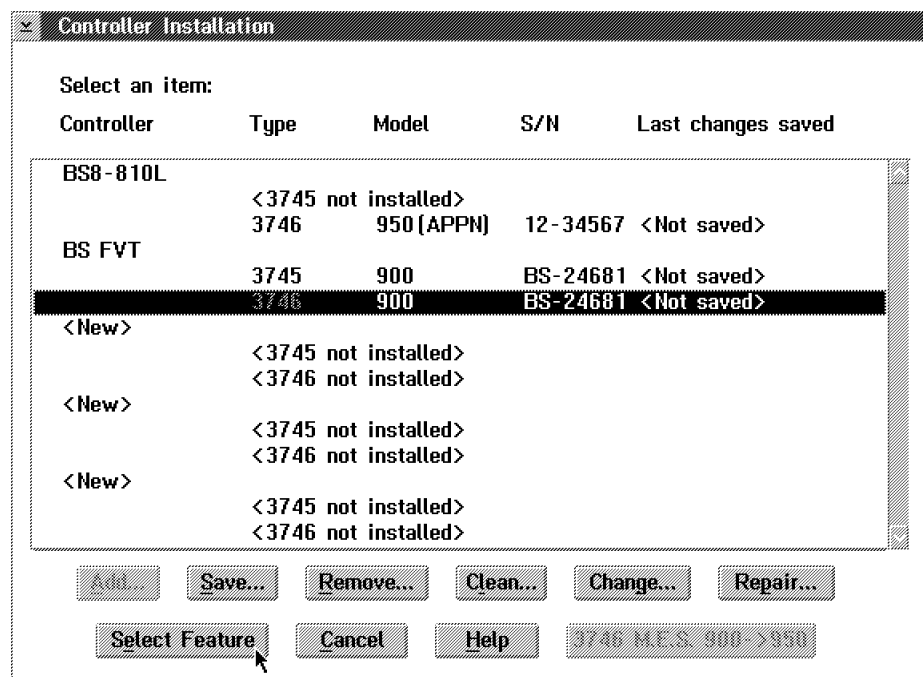 Controller Installation
Select an item:
Controller Type Model S/N Last changes saved
BS8-810L
<3745 not installed>
3746 950(APPN) 12-34567 <Not saved>
BS FVT
3745 900 BS-24681 <Not saved>
3746 900 BS-24681 <Not saved>
<New>
<3745 not installed>
<3746 not installed>
<New>
<3745 not installed>
<3746 not installed>
<New>
<3745 not installed>
<3746 not installed>
Add... Save... Remove... Clean... Change... Repair...
Select Feature Cancel Help 3746 M.E.S. 900->950